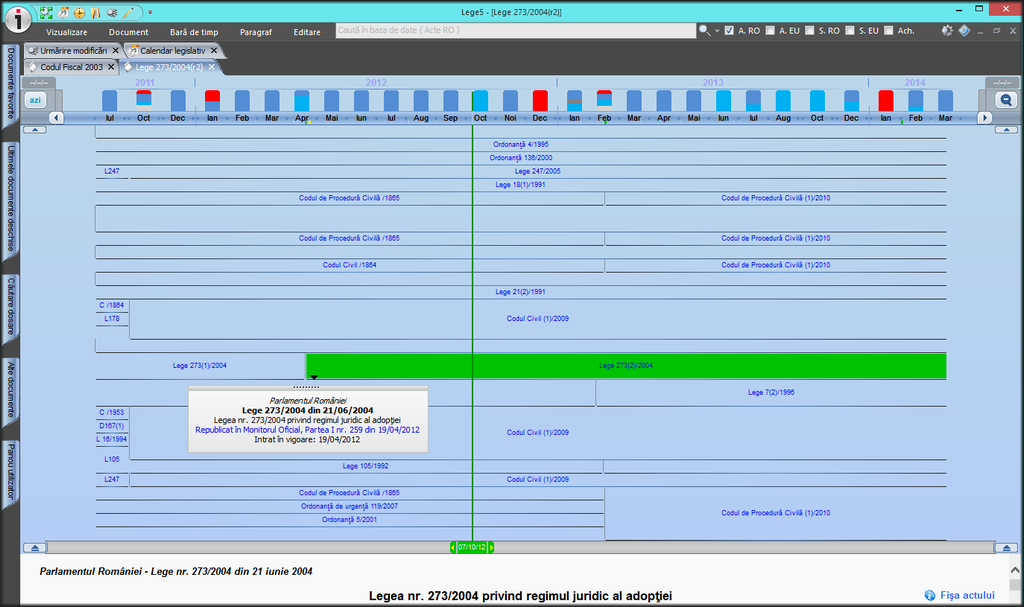 Lege5 - [Lege 273/2004(r2)]
Vizualizare Document Bară de timp Paragraf Editare Caută în baza de date ( Acte RO ) A. RO A. EU S. RO S. EU Ach.
Urmărire modificări Calendar legislativ
Codul Fiscal 2003 Lege 273/2004(r2)
Documente favorite
Ultimele documente deschise
Căutare dosare
Alte documente
Panou utilizator
2011 2012 2013 2014
azi
Iul Oct Dec Ian Feb Mar Apr Mai Iun Iul Aug Sep Oct Noi Dec Ian Feb Mar Apr Mai Iun Iul Aug Oct Dec Ian Feb Mar
Ordonanță 4/1995
Ordonanță 136/2000
L247 Lege 247/2005
Lege 18(1)/1991
Codul de Procedură Civilă /1865 Codul de Procedură Civilă (1)/2010
Codul de Procedură Civilă /1865 Codul de Procedură Civilă (1)/2010
Codul Civil /1864 Codul de Procedură Civilă (1)/2010
Lege 21(2)/1991
C /1864
L178 Codul Civil (1)/2009
Lege 273(1)/2004 Lege 273(2)/2004
Lege 7(2)/1996
Parlamentul României
Lege 273/2004 din 21/06/2004
Legea nr. 273/2004 privind regimul juridic al adopţiei
Republicat în Monitorul Oficial, Partea I nr. 259 din 19/04/2012
Intrat în vigoare: 19/04/2012
C /1953
D167(1)
L 16/1994
Codul Civil (1)/2009
L105
Lege 105/1992
L247 Codul Civil (1)/2009
Codul de Procedură Civilă /1865
Ordonanță de urgență 119/2007
Ordonanță 5/2001
Codul de Procedură Civilă (1)/2010
07/10/12
Parlamentul României - Lege nr. 273/2004 din 21 iunie 2004
Legea nr. 273/2004 privind regimul juridic al adopţiei
Fişa actului